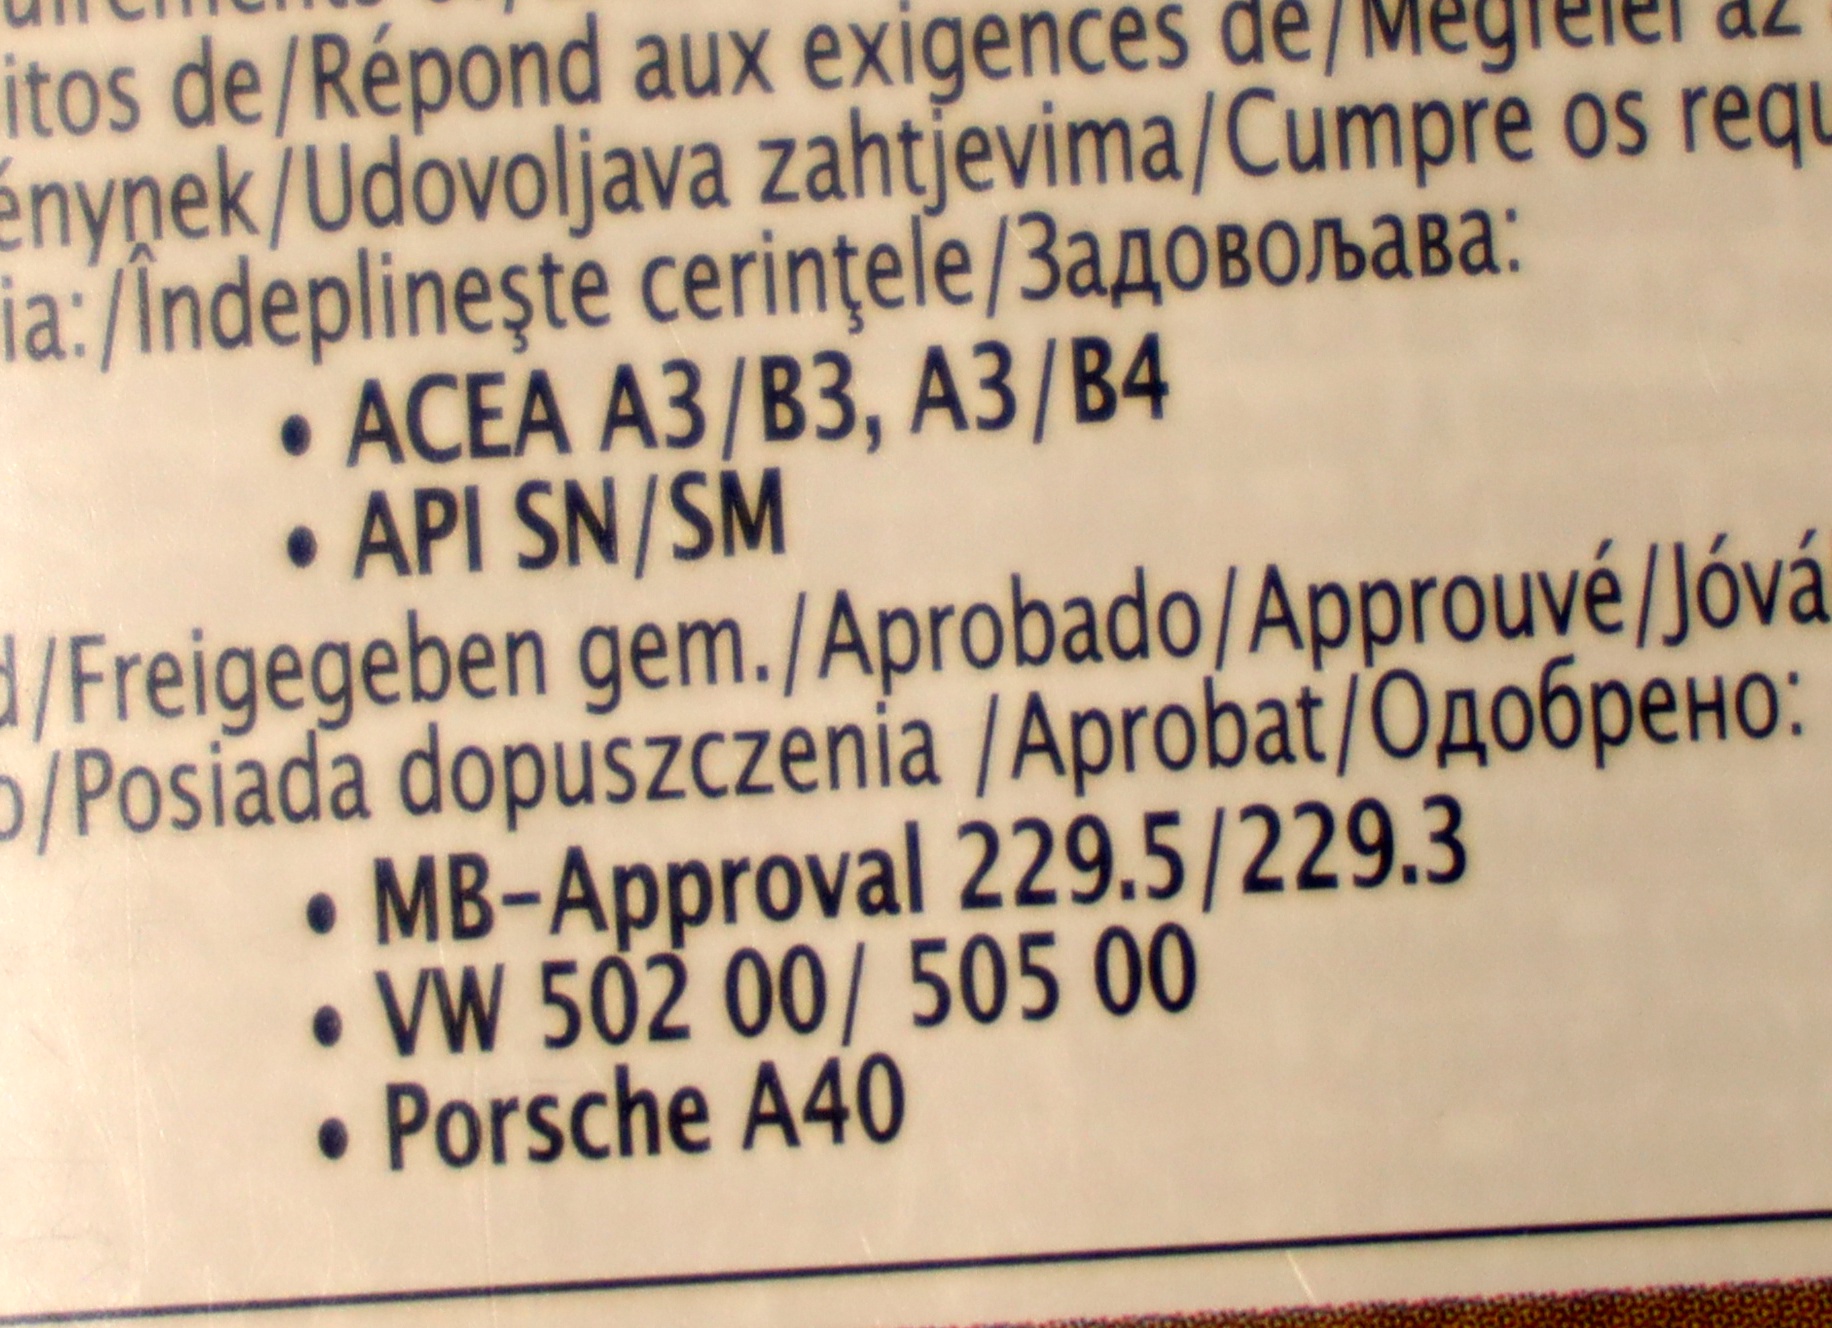 itos de/Répond aux exigences de/Megfelel az
énynek/Udovoljava zahtjevima/Cumpre os requ
ia:/Îndeplineşte cerinţele/Задовољава:
• ACEA A3/B3, A3/B4
• API SN/SM
d/Freigegeben gem./Aprobado/Approuvé/Jóvá
o/Posiada dopuszczenia /Aprobat/Одобрено:
• MB-Approval 229.5/229.3
• VW 502 00/ 505 00
• Porsche A40